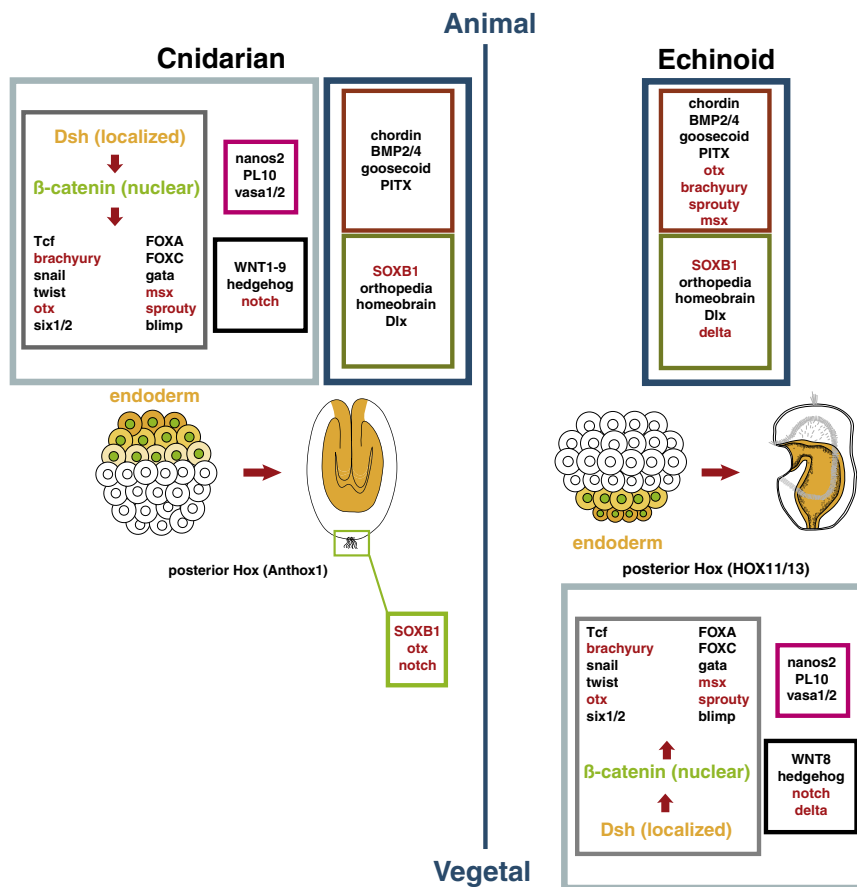 Animal
Cnidarian
Dsh (localized)
ß-catenin (nuclear)
Tcf
brachyury
snail
twist
otx
six1/2
FOXA
FOXC
gata
msx
sprouty
blimp
nanos2
PL10
vasa1/2
WNT1-9
hedgehog
notch
chordin
BMP2/4
goosecoid
PITX
SOXB1
orthopedia
homeobrain
Dlx
endoderm
posterior Hox (Anthox1)
SOXB1
otx
notch
Echinoid
chordin
BMP2/4
goosecoid
PITX
otx
brachyury
sprouty
msx
SOXB1
orthopedia
homeobrain
Dlx
delta
endoderm
posterior Hox (HOX11/13)
Tcf
brachyury
snail
twist
otx
six1/2
FOXA
FOXC
gata
msx
sprouty
blimp
ß-catenin (nuclear)
Dsh (localized)
nanos2
PL10
vasa1/2
WNT8
hedgehog
notch
delta
Vegetal